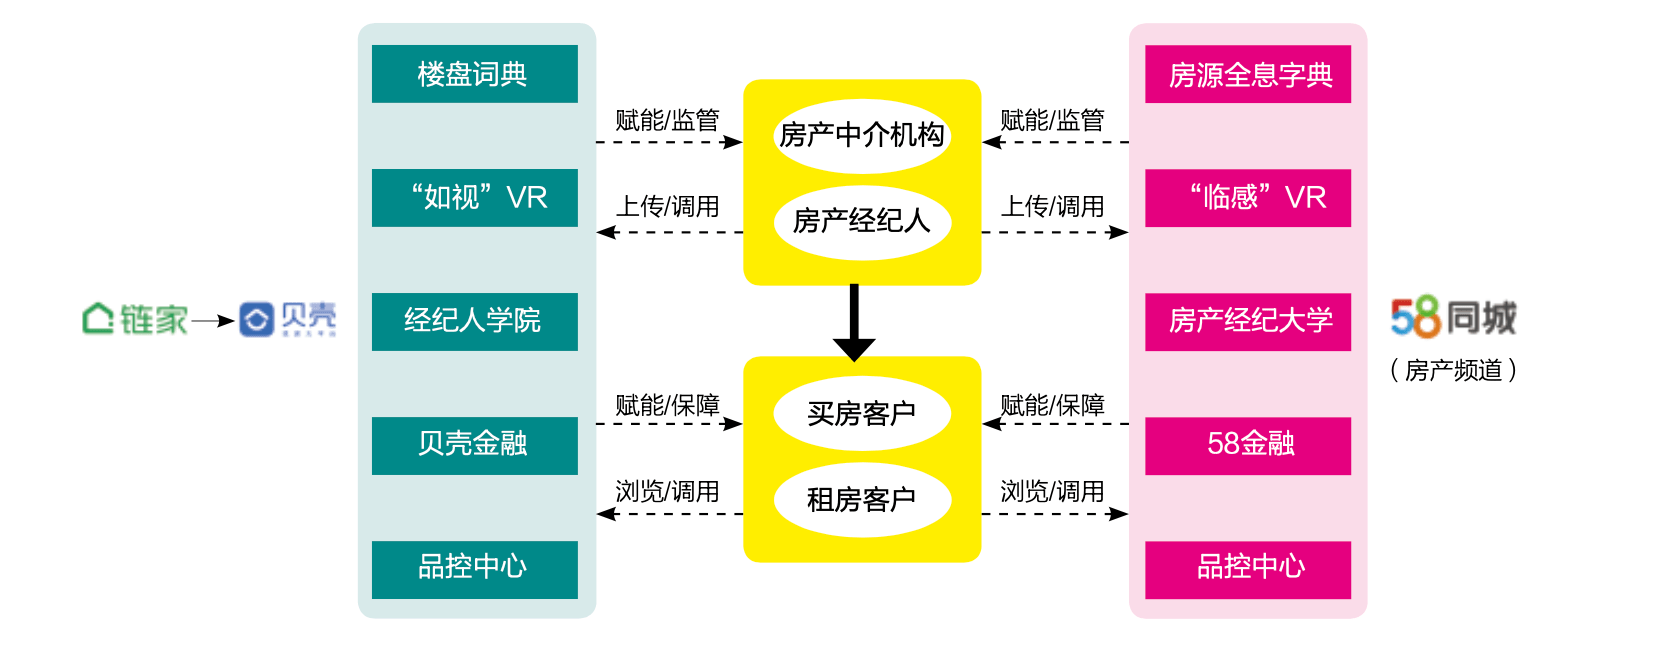 链家
贝壳
楼盘词典
“如视”VR
经纪人学院
贝壳金融
品控中心
赋能/监管
上传/调用
赋能/保障
浏览/调用
房产中介机构
房产经纪人
买房客户
租房客户
赋能/监管
上传/调用
赋能/保障
浏览/调用
房源全息字典
“临感”VR
房产经纪大学
58金融
品控中心
58同城
（房产频道）